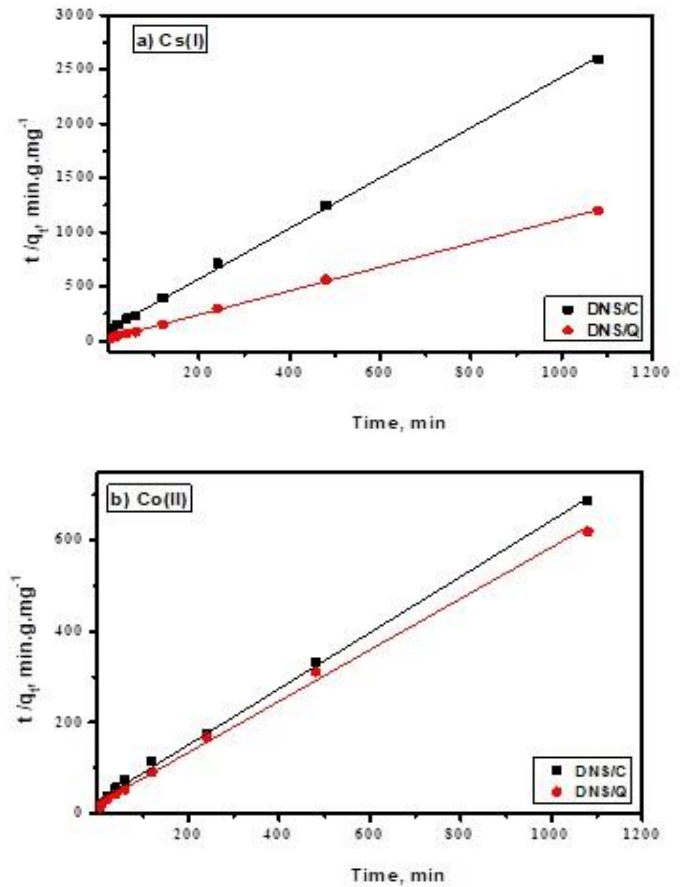 3000
a) Cs(I)
2500
2000
1500
1000
500
0
t /qt, min.g.mg-1
DNS/C
DNS/Q
200 400 600 800 1000 1200
Time, min
b) Co(II)
600
400
200
0
t /qt, min.g.mg-1
DNS/C
DNS/Q
200 400 600 800 1000 1200
Time, min